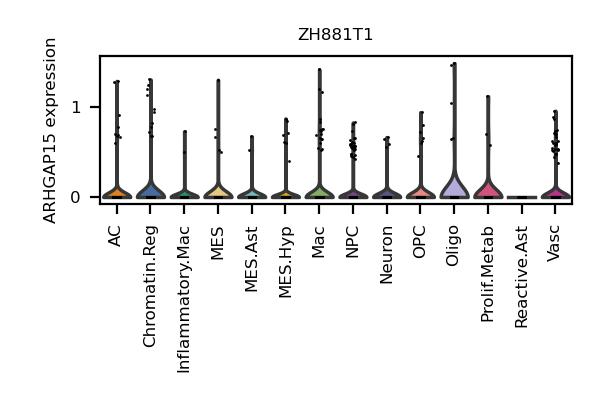 ZH881T1
ARHGAP15 expression
1
0
AC
Chromatin.Reg
Inflammatory.Mac
MES
MES.Ast
MES.Hyp
Mac
NPC
Neuron
OPC
Oligo
Prolif.Metab
Reactive.Ast
Vasc